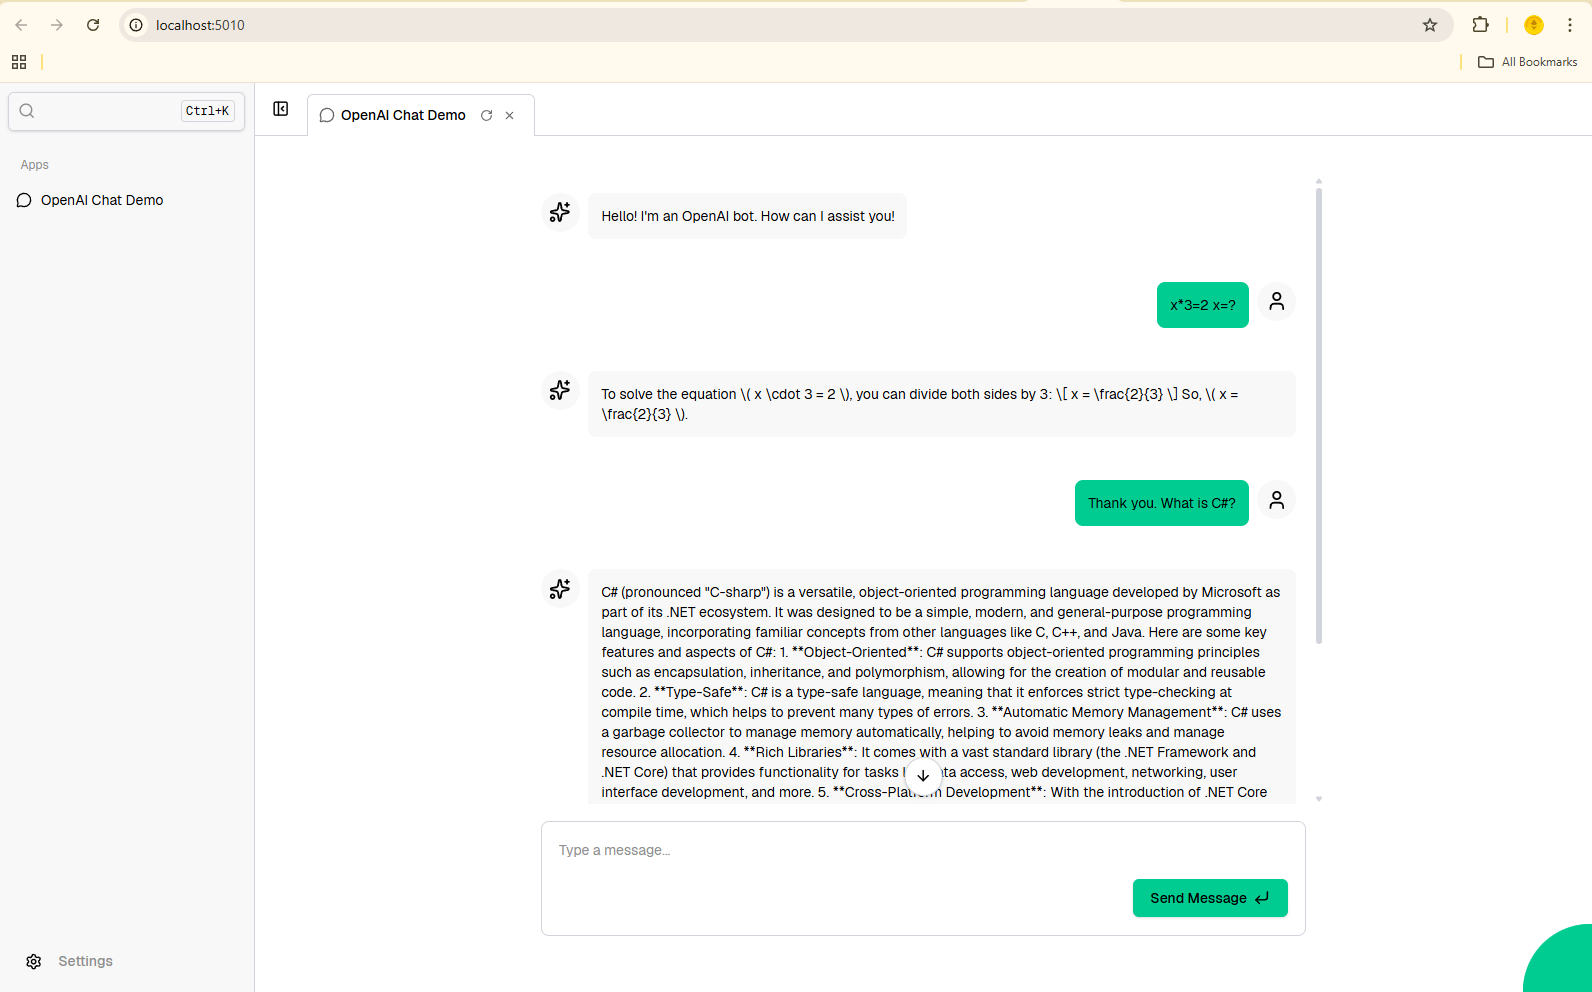 localhost:5010
All Bookmarks
Ctrl+K
OpenAI Chat Demo
Apps
OpenAI Chat Demo
Hello! I'm an OpenAI bot. How can I assist you!
x*3=2 x=?
To solve the equation \( x \cdot 3 = 2 \), you can divide both sides by 3: \[ x = \frac{2}{3} \] So, \( x =
\frac{2}{3} \).
Thank you. What is C#?
C# (pronounced "C-sharp") is a versatile, object-oriented programming language developed by Microsoft as
part of its .NET ecosystem. It was designed to be a simple, modern, and general-purpose programming
language, incorporating familiar concepts from other languages like C, C++, and Java. Here are some key
features and aspects of C#: 1. **Object-Oriented**: C# supports object-oriented programming principles
such as encapsulation, inheritance, and polymorphism, allowing for the creation of modular and reusable
code. 2. **Type-Safe**: C# is a type-safe language, meaning that it enforces strict type-checking at
compile time, which helps to prevent many types of errors. 3. **Automatic Memory Management**: C# uses
a garbage collector to manage memory automatically, helping to avoid memory leaks and manage
resource allocation. 4. **Rich Libraries**: It comes with a vast standard library (the .NET Framework and
.NET Core) that provides functionality for tasks access, web development, networking, user
interface development, and more. 5. **Cross-Platform Development**: With the introduction of .NET Core
Type a message...
Send Message
Settings